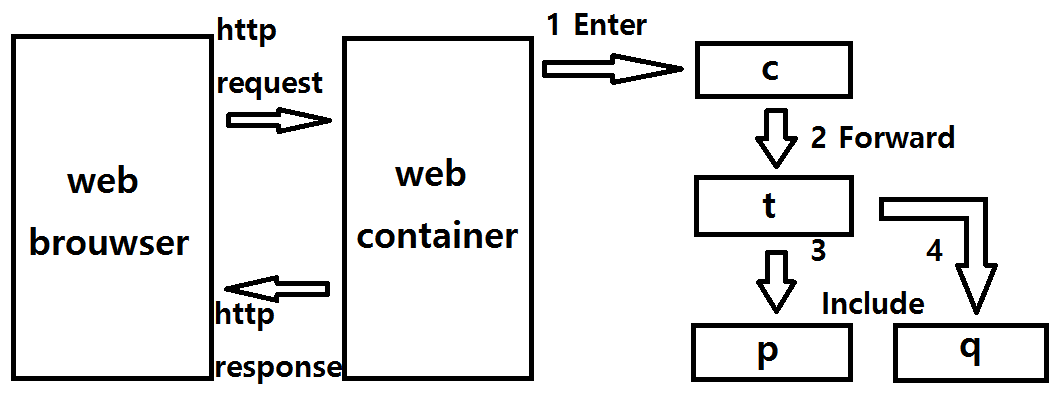 http
request
web
brouwser
http
response
web
container
1 Enter
c
2 Forward
t
3
4
Include
p
q